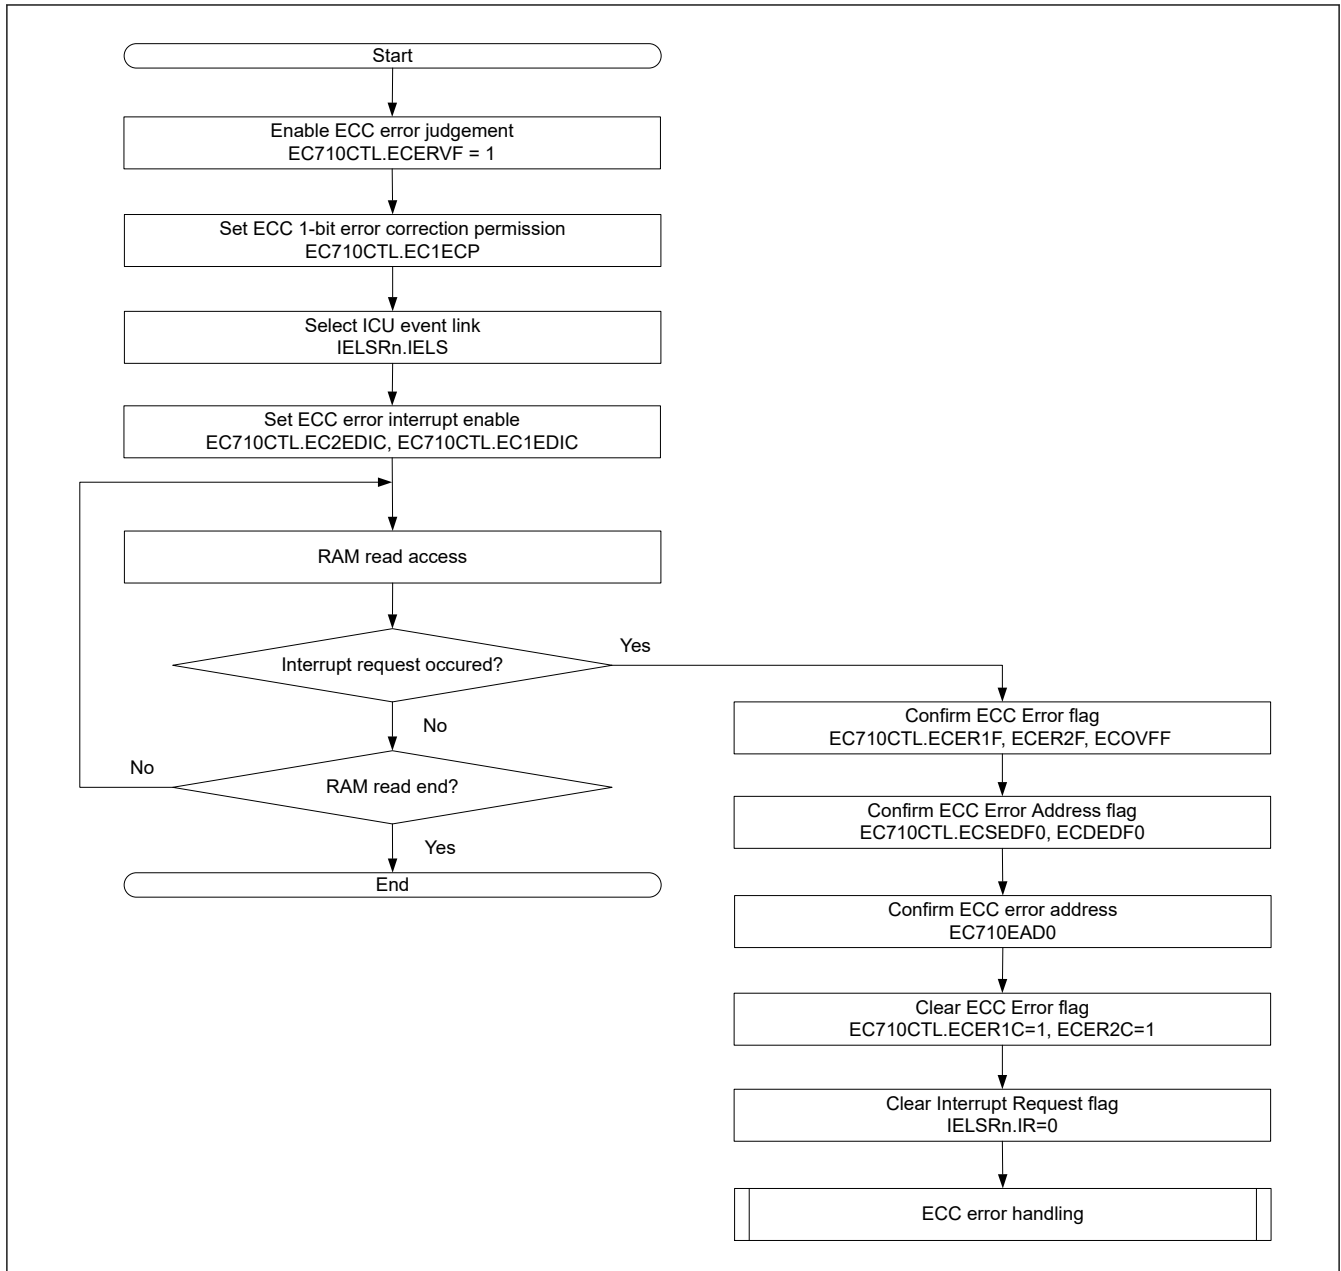 Start
Enable ECC error judgement
EC710CTL.ECERVF = 1
Set ECC 1-bit error correction permission
EC710CTL.EC1ECP
Select ICU event link
IELSRn.IELS
Set ECC error interrupt enable
EC710CTL.EC2EDIC, EC710CTL.EC1EDIC
RAM read access
Interrupt request occured?
Yes
No
RAM read end?
No
Yes
End
Confirm ECC Error flag
EC710CTL.ECER1F, ECER2F, ECOVFF
Confirm ECC Error Address flag
EC710CTL.ECSEDF0, ECDEDF0
Confirm ECC error address
EC710EAD0
Clear ECC Error flag
EC710CTL.ECER1C=1, ECER2C=1
Clear Interrupt Request flag
IELSRn.IR=0
ECC error handling